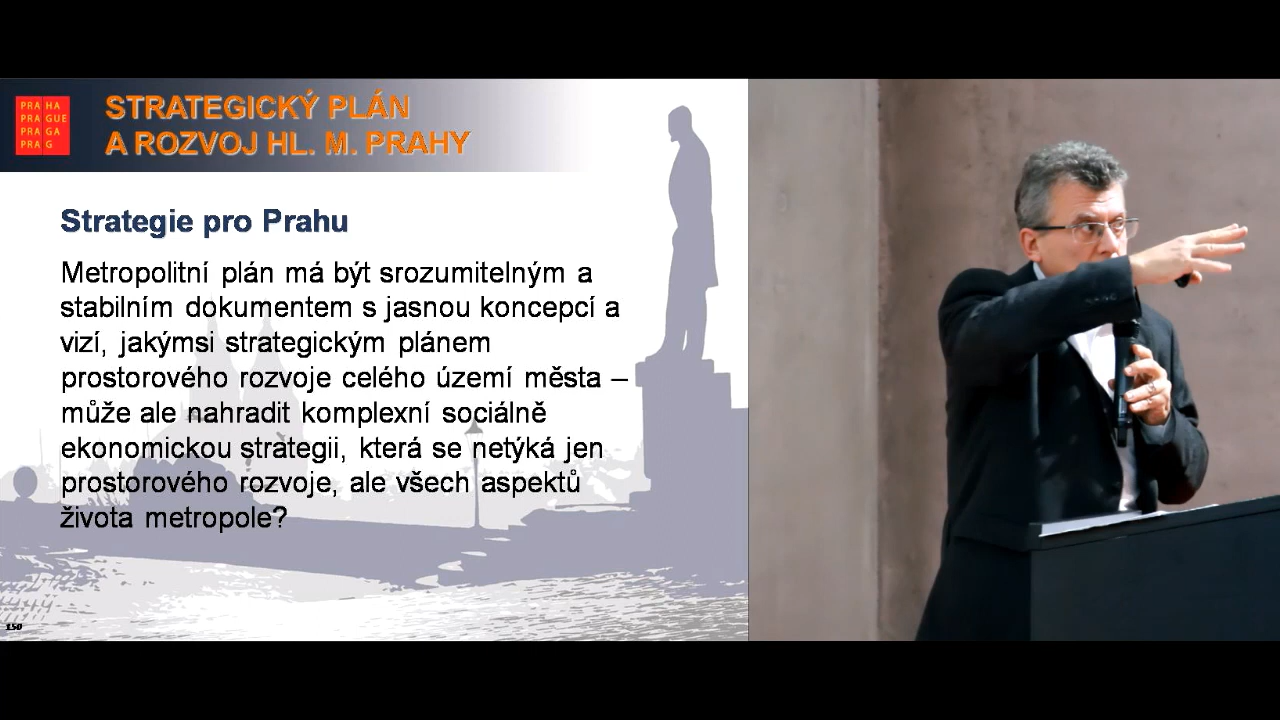 PRA HA
PRA GUE
PRA GA
PRA G
STRATEGICKÝ PLÁN
A ROZVOJ HL. M. PRAHY
Strategie pro Prahu
Metropolitní plán má být srozumitelným a
stabilním dokumentem s jasnou koncepcí a
vizí, jakýmsi strategickým plánem
prostorového rozvoje celého území města –
může ale nahradit komplexní sociálně
ekonomickou strategii, která se netýká jen
prostorového rozvoje, ale všech aspektů
života metropole?
150